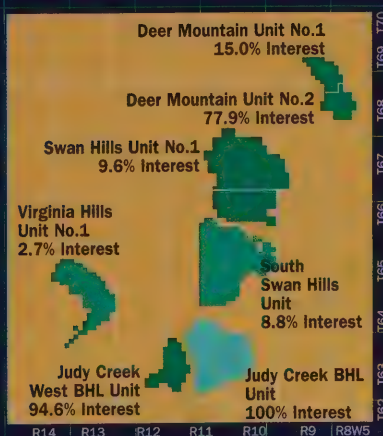 Deer Mountain Unit No.1
15.0% Interest
Deer Mountain Unit No.2
77.9% Interest
Swan Hills Unit No.1
9.6% Interest
Virginia Hills
Unit No.1
2.7% Interest
South
Swan Hills
Unit
8.8% Interest
Judy Creek
West BHL Unit
94.6% Interest
Judy Creek BHL
Unit
100% Interest
T70
T69
T68
T66
T65
T64
T63
T62
R14 R13 R12 R11 R10 R9 R8W5